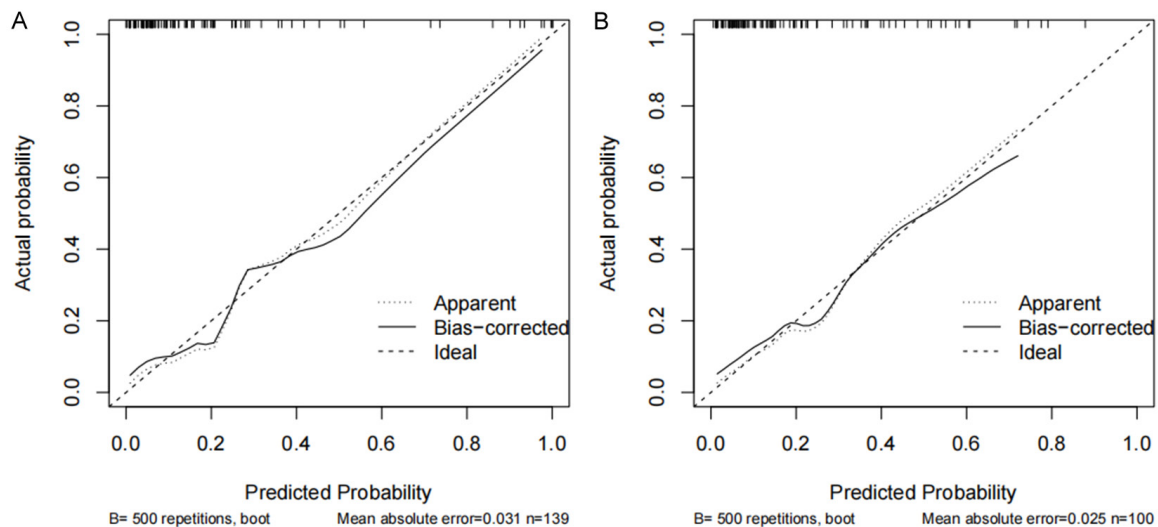 A
Actual probability
1.0
0.8
0.6
0.4
0.2
0.0
Apparent
Bias-corrected
Ideal
0.0 0.2 0.4 0.6 0.8 1.0
Predicted Probability
B= 500 repetitions, boot Mean absolute error=0.031 n=139
B
Actual probability
1.0
0.8
0.6
0.4
0.2
0.0
Apparent
Bias-corrected
Ideal
0.0 0.2 0.4 0.6 0.8 1.0
Predicted Probability
B= 500 repetitions, boot Mean absolute error=0.025 n=100